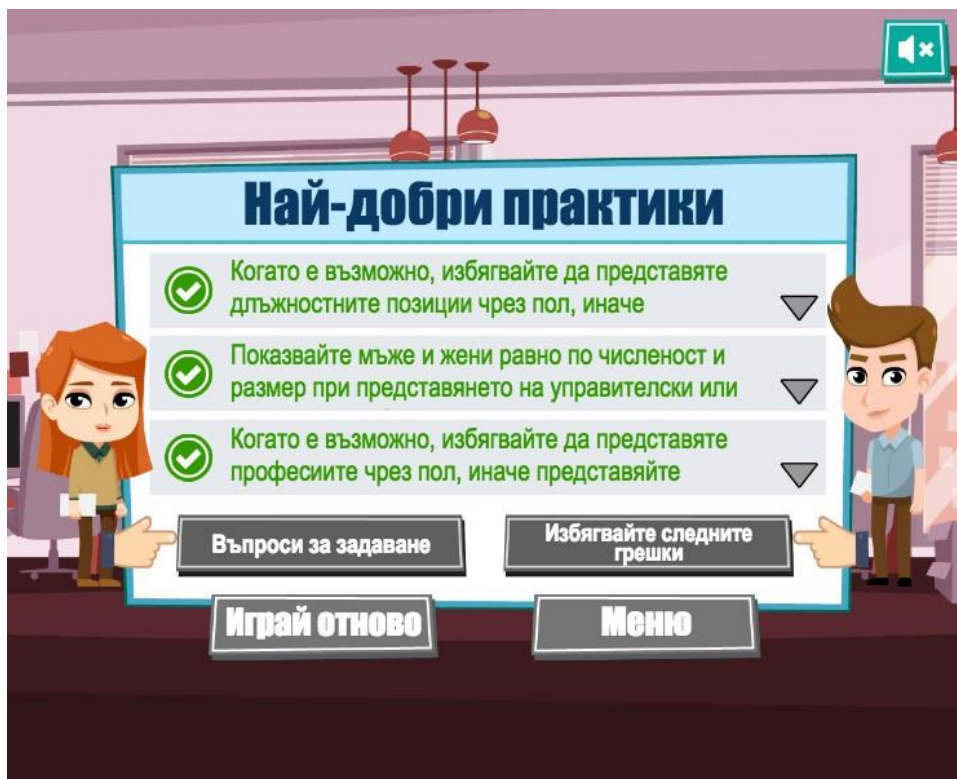 Най-добри практики
Когато е възможно, избягвайте да представяте
длъжностните позиции чрез пол, иначе
Показвайте мъже и жени равно по численост и
размер при представянето на управителски или
Когато е възможно, избягвайте да представяте
професиите чрез пол, иначе представяйте
Въпроси за задаване
Избягвайте следните
грешки
Играй отново
Меню